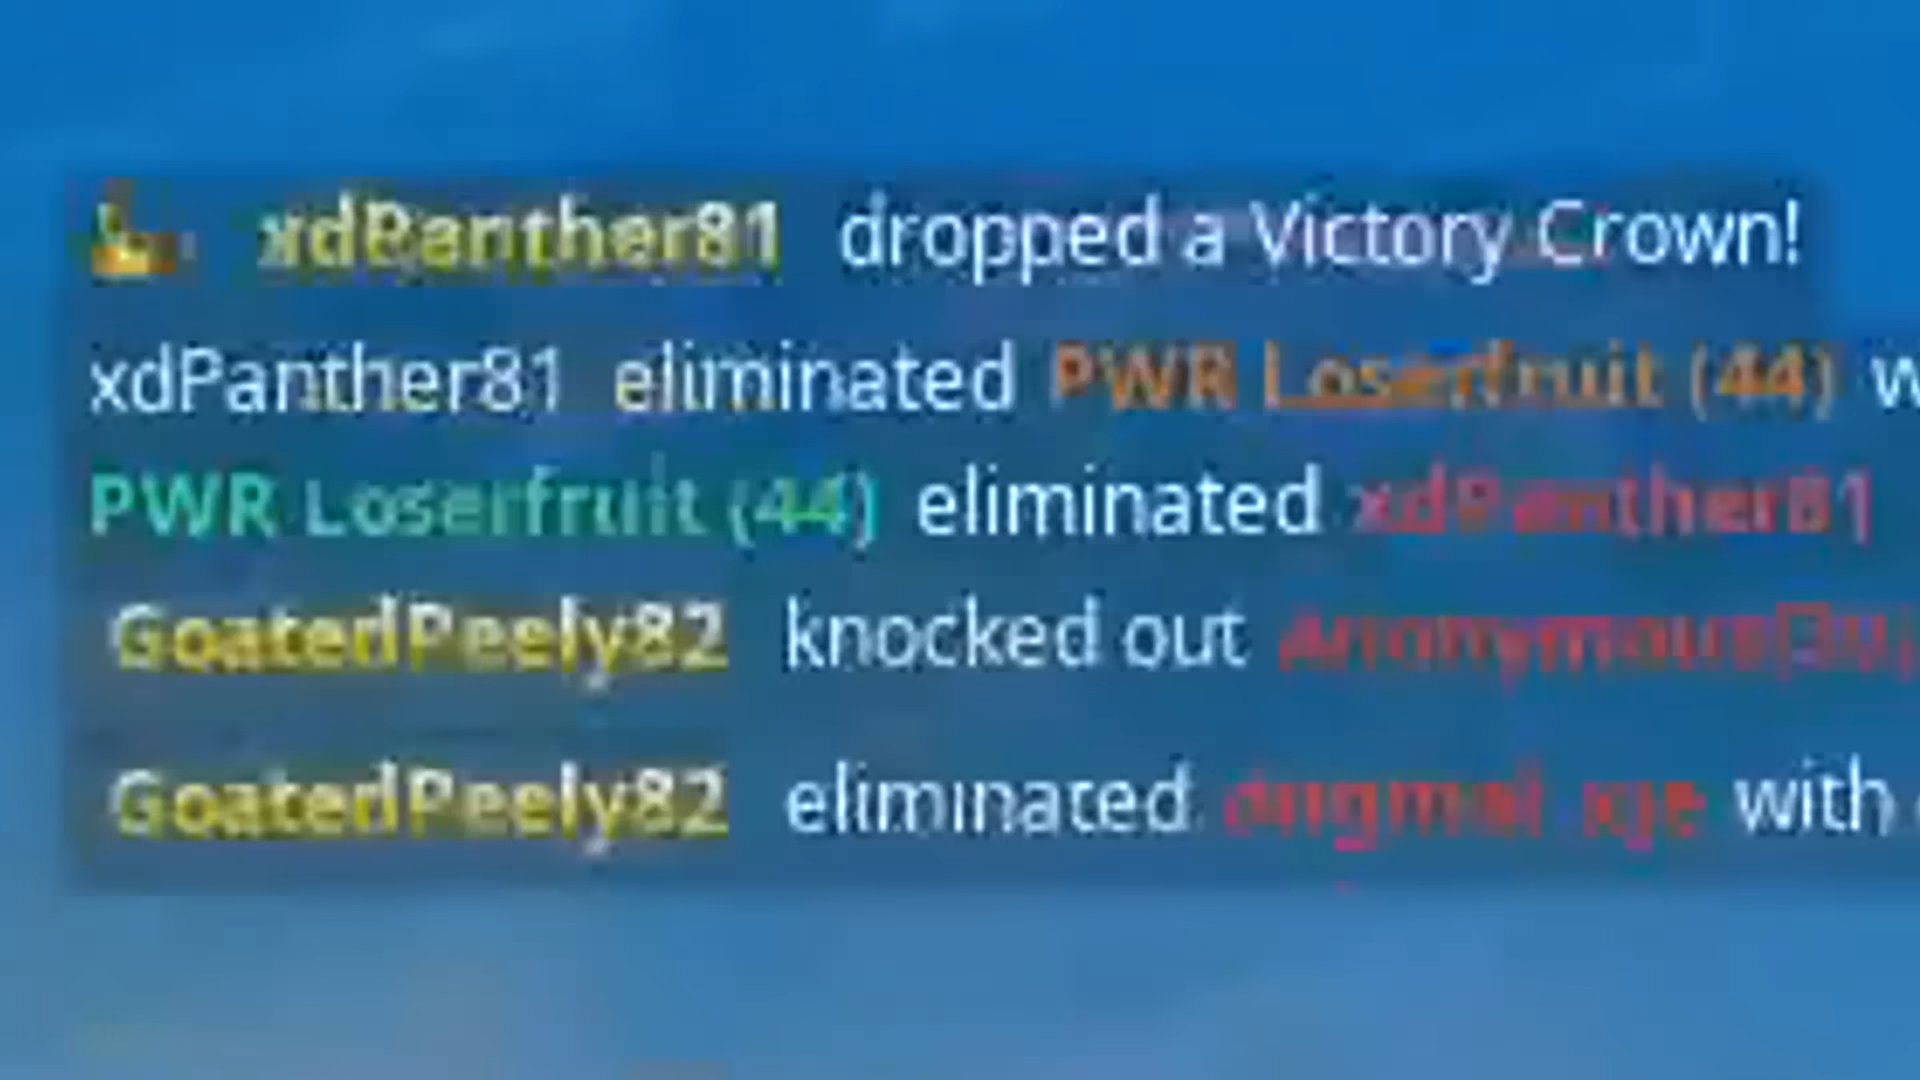 xdPanther81 dropped a Victory Crown!
xdPanther81 eliminated PWR Loserfruit (44)
PWR Loserfruit (44) eliminated xdPanther81
GoatedPeely82 knocked out
GoatedPeely82 eliminated with